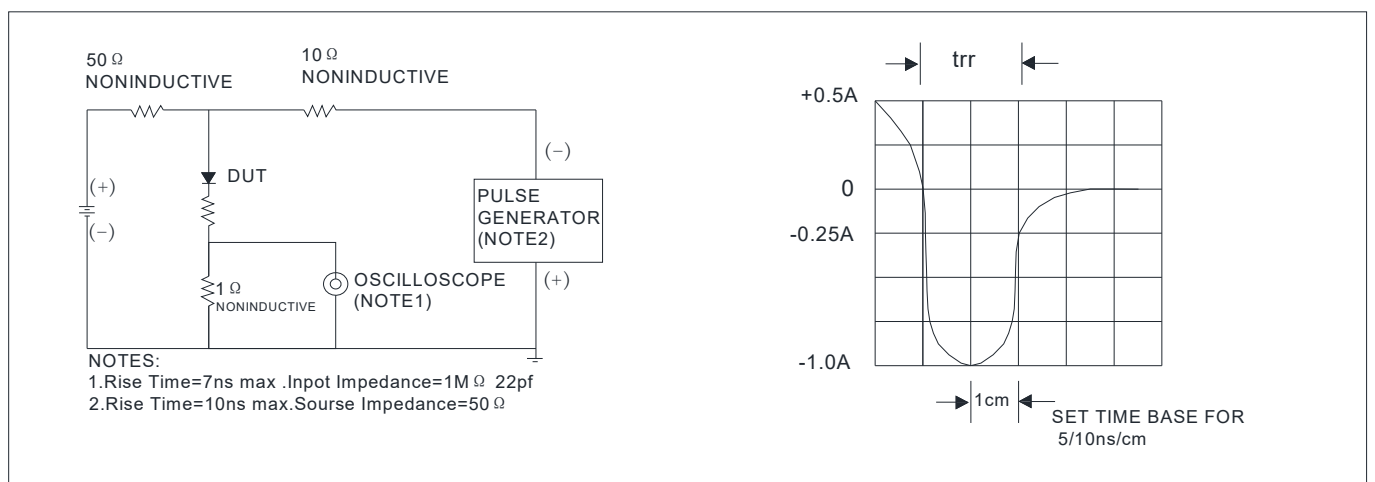 50 Ω
NONINDUCTIVE
10 Ω
NONINDUCTIVE
(+)
(−)
DUT
1 Ω
NONINDUCTIVE
OSCILLOSCOPE
(NOTE1)
(−)
PULSE
GENERATOR
(NOTE2)
(+)
NOTES:
1.Rise Time=7ns max .Inpot Impedance=1M Ω 22pf
2.Rise Time=10ns max.Sourse Impedance=50 Ω
trr
+0.5A
0
-0.25A
-1.0A
1cm
SET TIME BASE FOR
5/10ns/cm